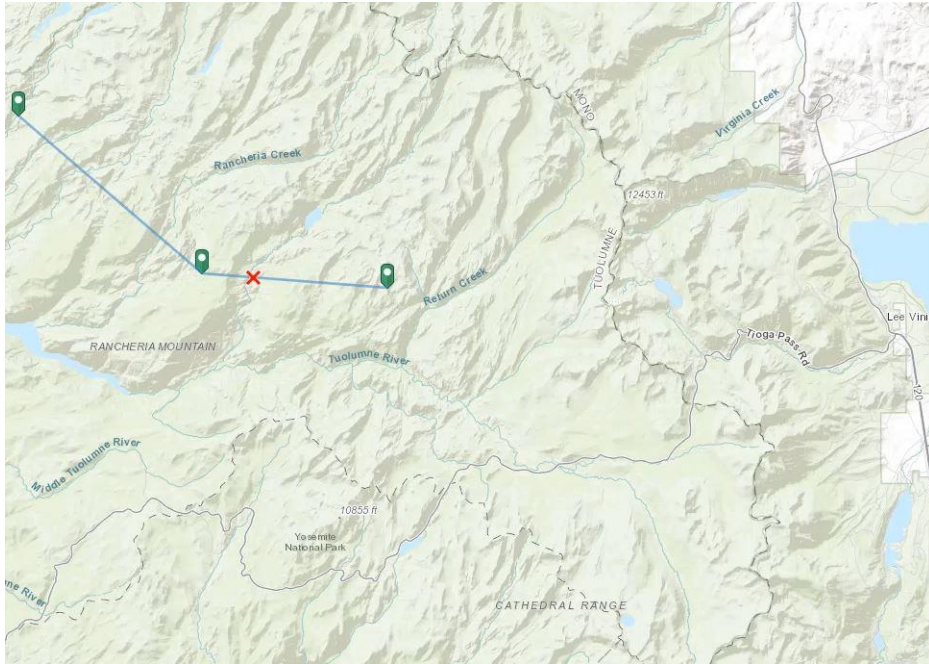 MONO
Virginia Creek
Rancheria Creek
12453 ft
TUOLUMNE
Return Creek
Lee Vini
Tioga Pass Rd
RANCHERIA MOUNTAIN
Tuolumne River
120
Middle Tuolumne River
10855 ft
Yosemite
National Park
ne River
CATHEDRAL RANGE